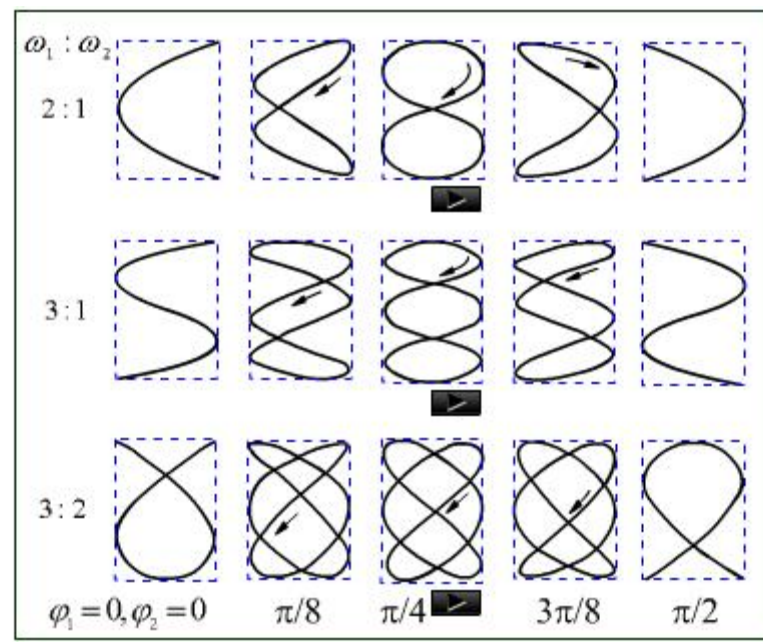 ω₁ : ω₂
2 : 1
3 : 1
3 : 2
φ₁ = 0, φ₂ = 0 π/8 π/4 3π/8 π/2